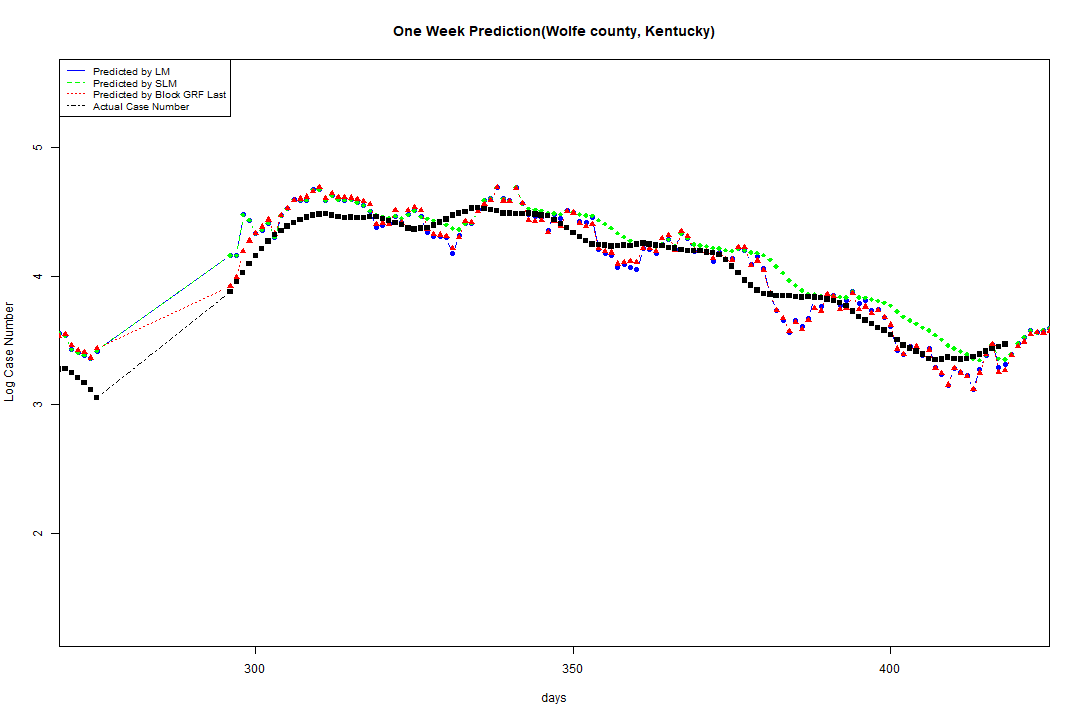 One Week Prediction(Wolfe county, Kentucky)
Predicted by LM
Predicted by SLM
Predicted by Block GRF Last
Actual Case Number
5
4
3
2
Log Case Number
300 350 400
days